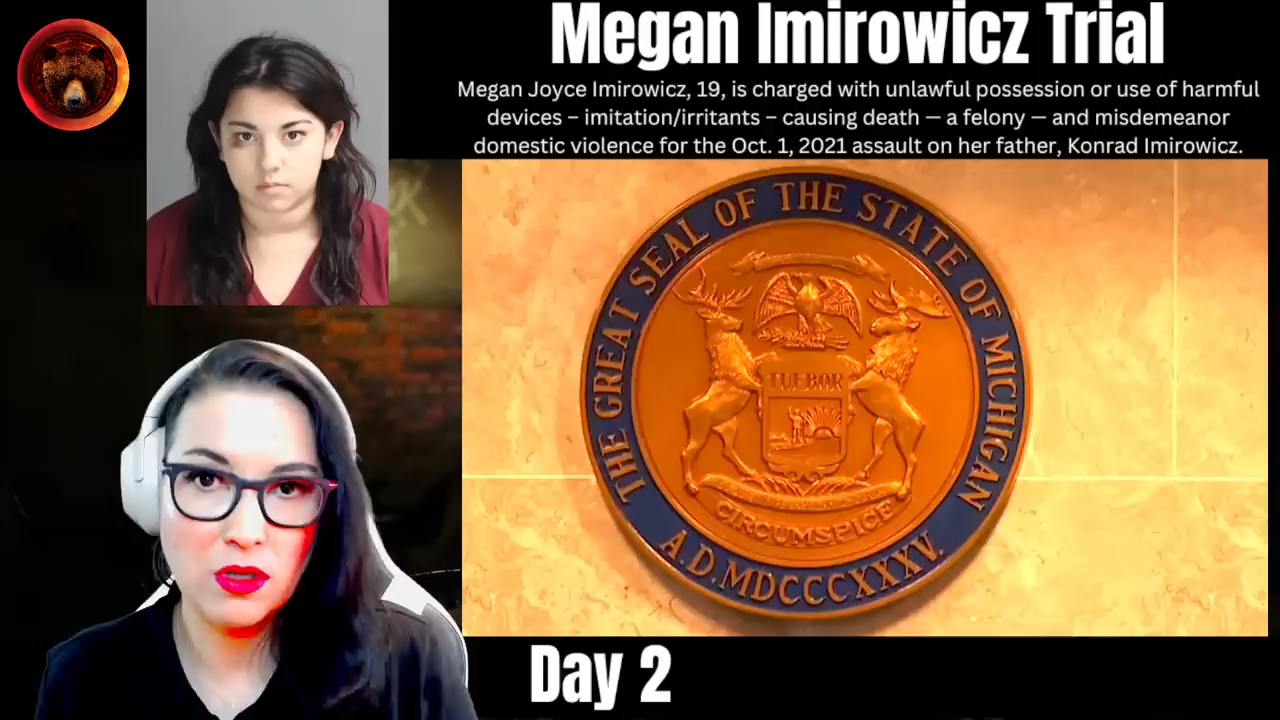 Megan Imirowicz Trial
Megan Joyce Imirowicz, 19, is charged with unlawful possession or use of harmful
devices – imitation/irritants – causing death — a felony — and misdemeanor
domestic violence for the Oct. 1, 2021 assault on her father, Konrad Imirowicz.
THE GREAT SEAL OF THE STATE OF MICHIGAN
TUEBOR
CIRCUMSPICE
A.D. MDCCCXXXV.
Day 2